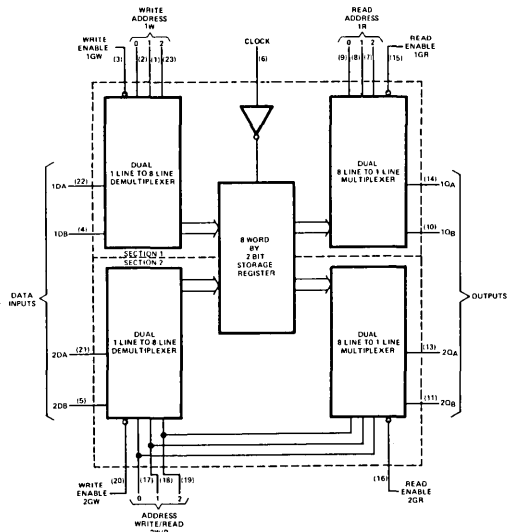 WRITE
ADDRESS
1W
READ
ADDRESS
1R
WRITE
ENABLE
1GW
0 1 2
CLOCK
0 1 2
READ
ENABLE
1GR
(3) (2) (1) (23)
(6)
(9) (8) (7) (15)
DUAL
1 LINE TO 8 LINE
DEMULTIPLEXER
DUAL
8 LINE TO 1 LINE
MULTIPLEXER
1DA (22)
(14) 1QA
1DB (4)
(10) 1QB
8 WORD
BY
2 BIT
STORAGE
REGISTER
SECTION 1
SECTION 2
DATA
INPUTS
OUTPUTS
DUAL
1 LINE TO 8 LINE
DEMULTIPLEXER
DUAL
8 LINE TO 1 LINE
MULTIPLEXER
2DA (21)
(13) 2QA
2DB (5)
(11) 2QB
(20) (17) (18) (19)
(16)
WRITE
ENABLE
2GW
0 1 2
READ
ENABLE
2GR
ADDRESS
WRITE/READ